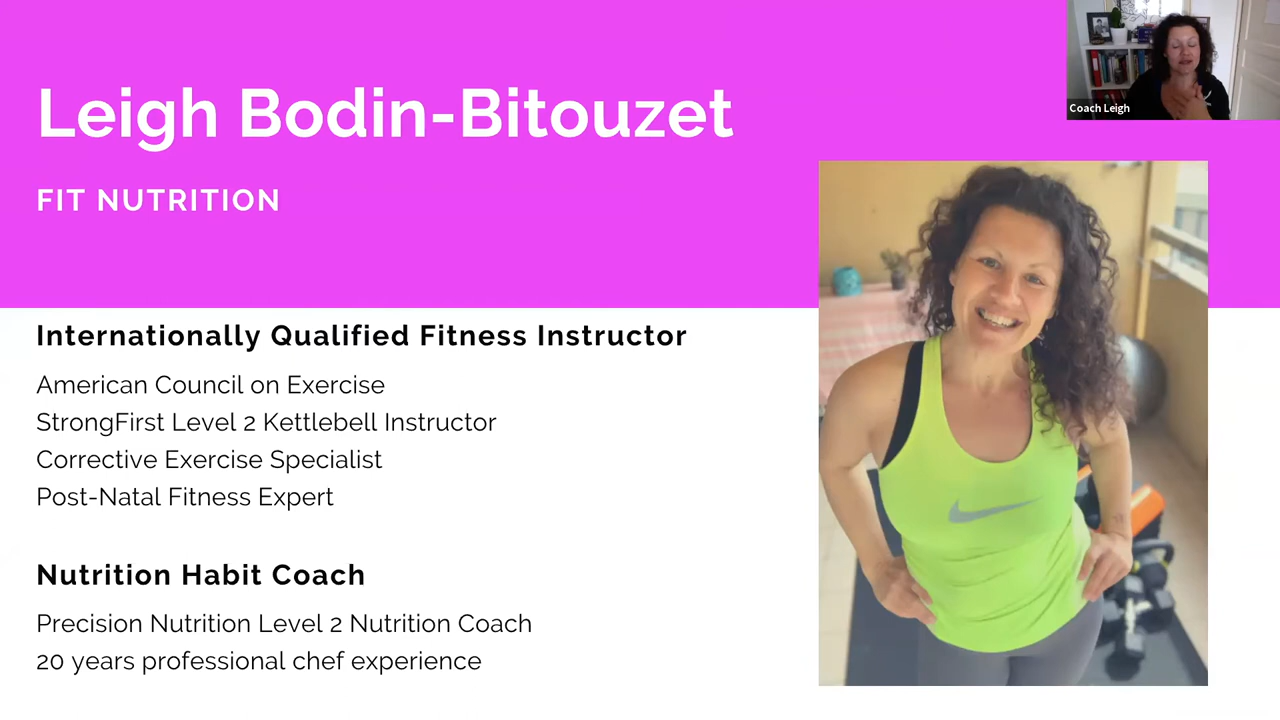 Leigh Bodin-Bitouzet
FIT NUTRITION
Coach Leigh
Internationally Qualified Fitness Instructor
American Council on Exercise
StrongFirst Level 2 Kettlebell Instructor
Corrective Exercise Specialist
Post-Natal Fitness Expert
Nutrition Habit Coach
Precision Nutrition Level 2 Nutrition Coach
20 years professional chef experience